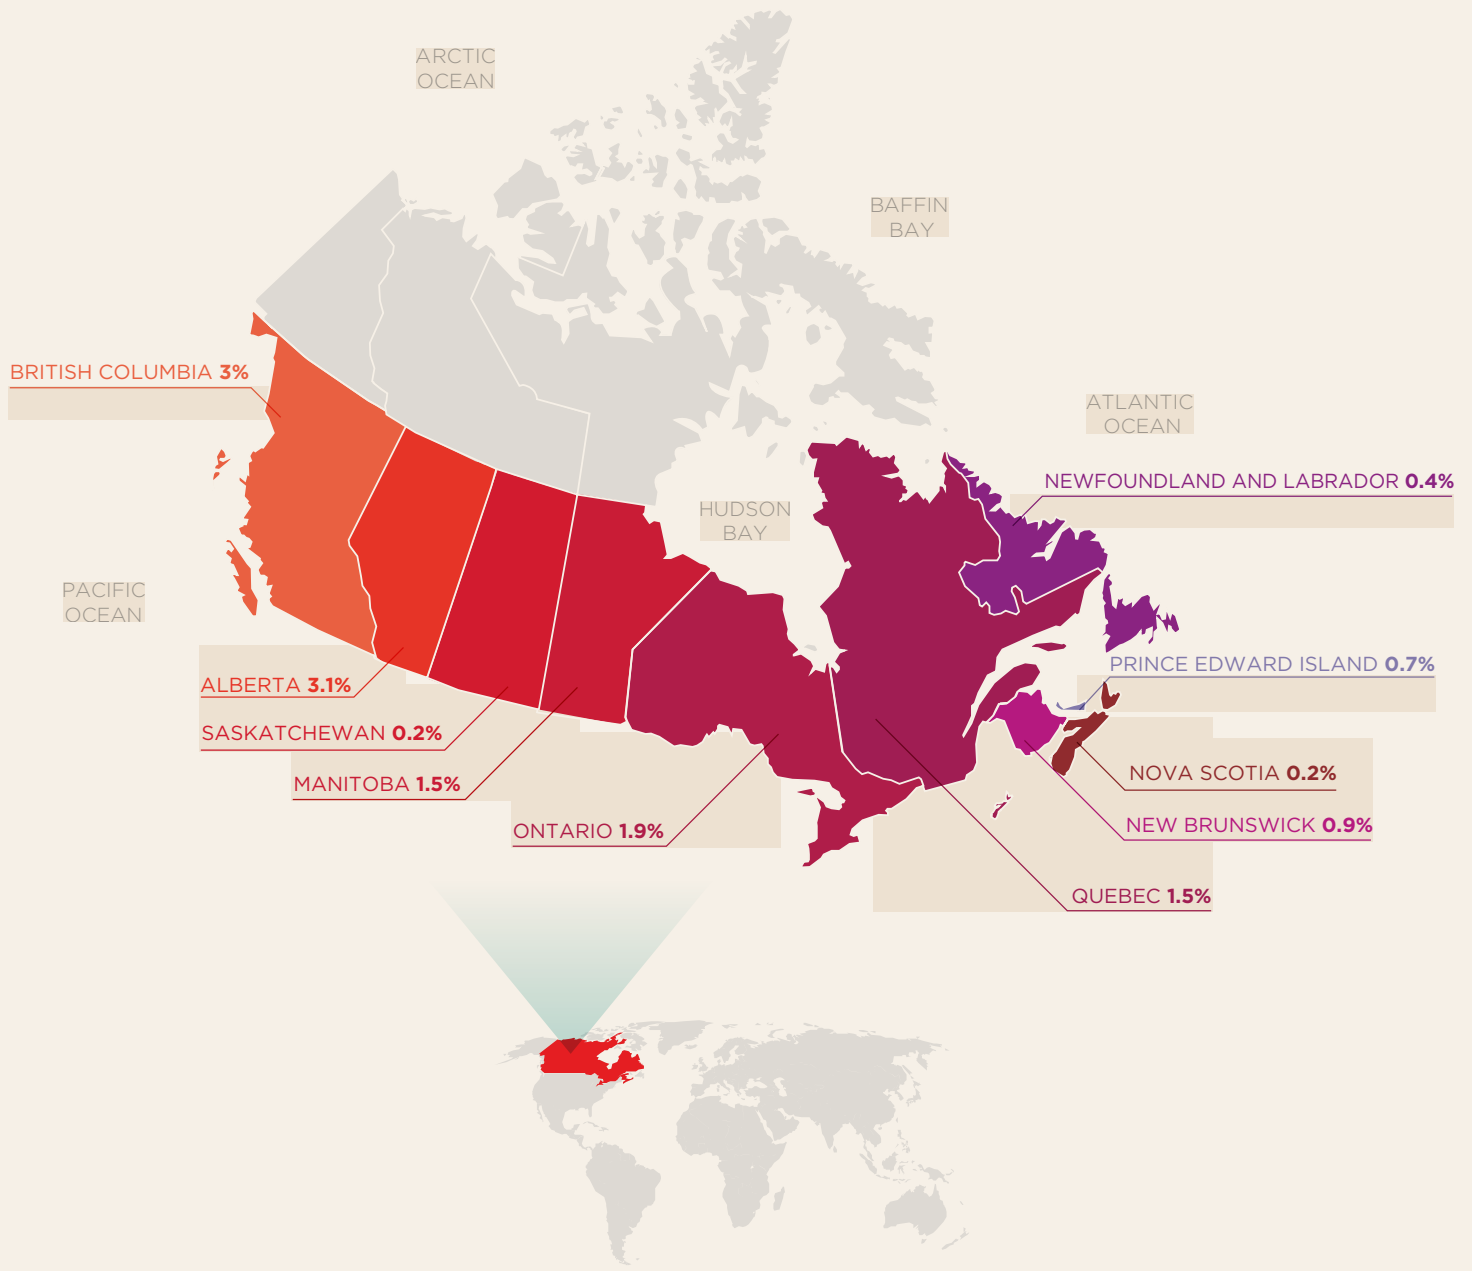 ARCTIC
OCEAN
BAFFIN
BAY
BRITISH COLUMBIA 3%
ATLANTIC
OCEAN
NEWFOUNDLAND AND LABRADOR 0.4%
HUDSON
BAY
PACIFIC
OCEAN
PRINCE EDWARD ISLAND 0.7%
ALBERTA 3.1%
SASKATCHEWAN 0.2%
NOVA SCOTIA 0.2%
MANITOBA 1.5%
NEW BRUNSWICK 0.9%
ONTARIO 1.9%
QUEBEC 1.5%